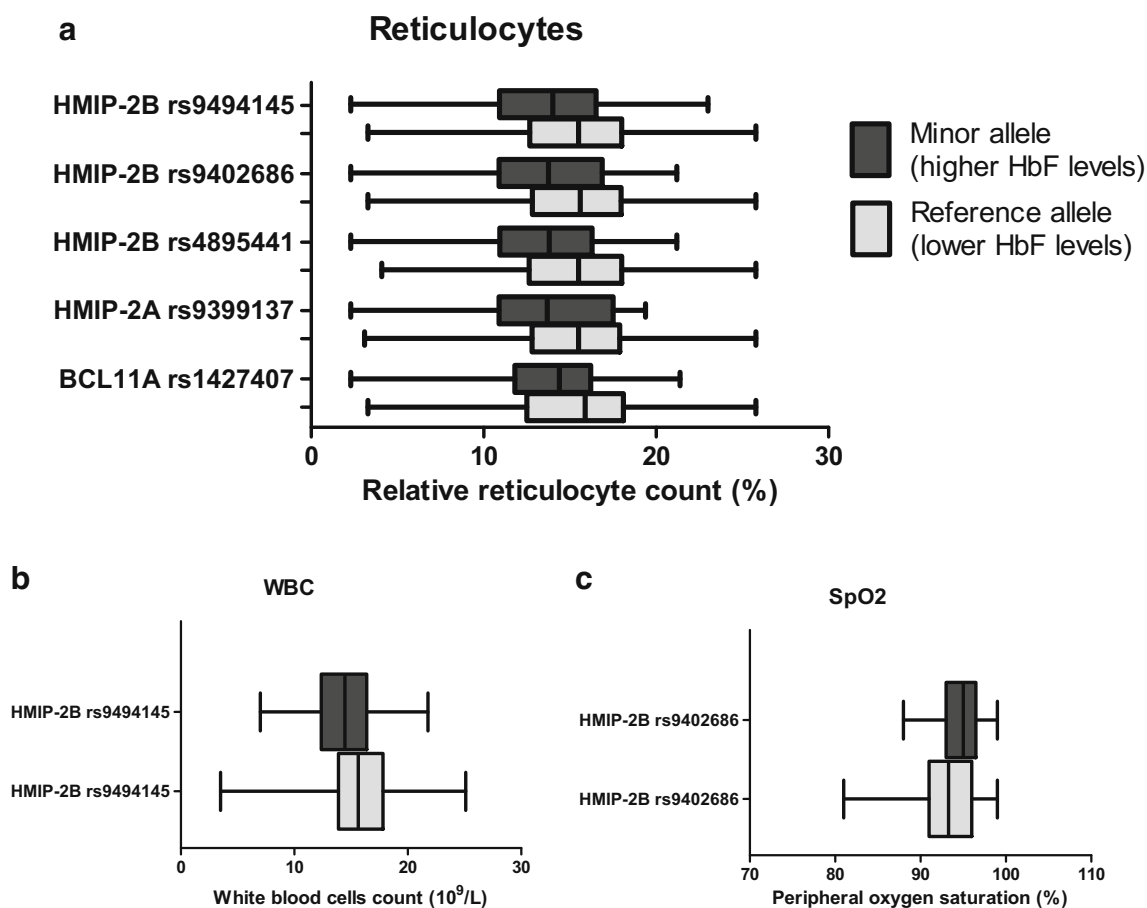 a
Reticulocytes
HMIP-2B rs9494145
HMIP-2B rs9402686
HMIP-2B rs4895441
HMIP-2A rs9399137
BCL11A rs1427407
0 10 20 30
Relative reticulocyte count (%)
Minor allele
(higher HbF levels)
Reference allele
(lower HbF levels)
b
WBC
HMIP-2B rs9494145
HMIP-2B rs9494145
0 10 20 30
White blood cells count (10⁹/L)
c
SpO2
HMIP-2B rs9402686
HMIP-2B rs9402686
70 80 90 100 110
Peripheral oxygen saturation (%)